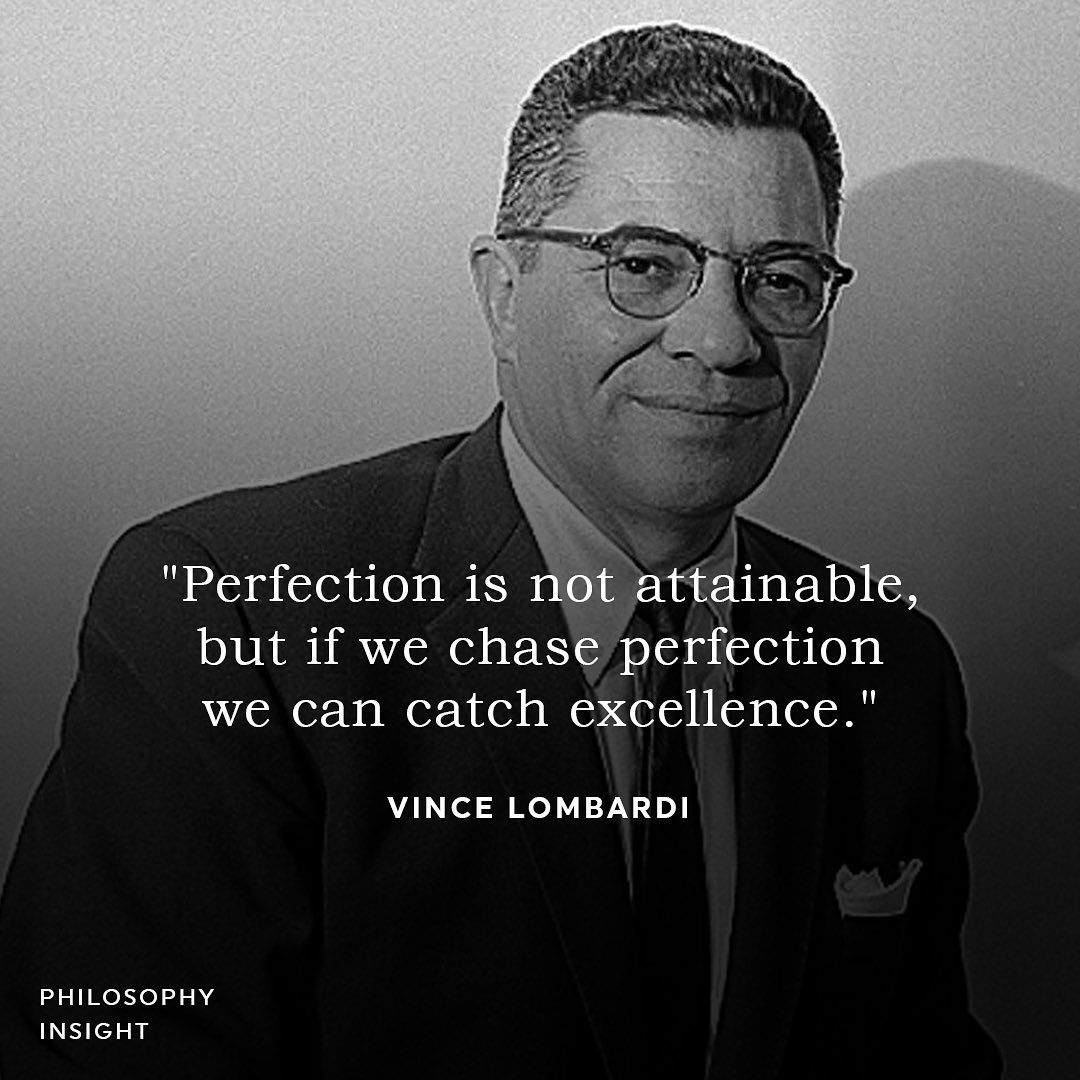 "Perfection is not attainable,
but if we chase perfection
we can catch excellence."
VINCE LOMBARDI
PHILOSOPHY
INSIGHT